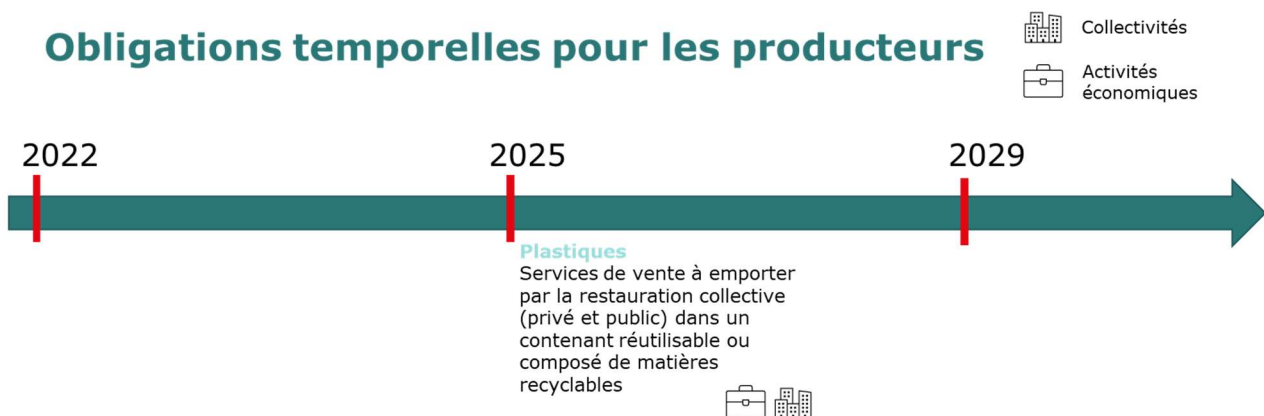 Obligations temporelles pour les producteurs
Collectivités
Activités
économiques
2022
2025
2029
Plastiques
Services de vente à emporter
par la restauration collective
(privé et public) dans un
contenant réutilisable ou
composé de matières
recyclables